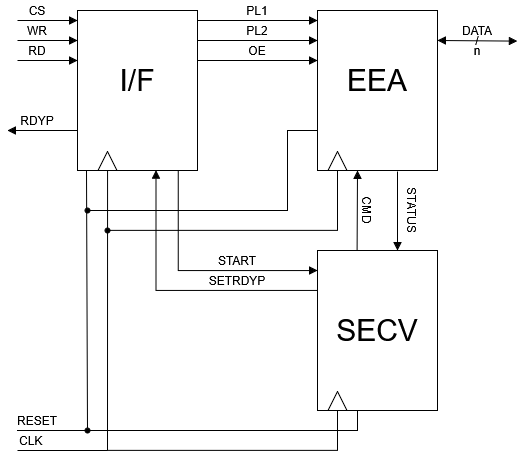 CS
PL1
WR
PL2
DATA
RD
OE
n
I/F
EEA
RDYP
CMD
STATUS
START
SETRDYP
SECV
RESET
CLK